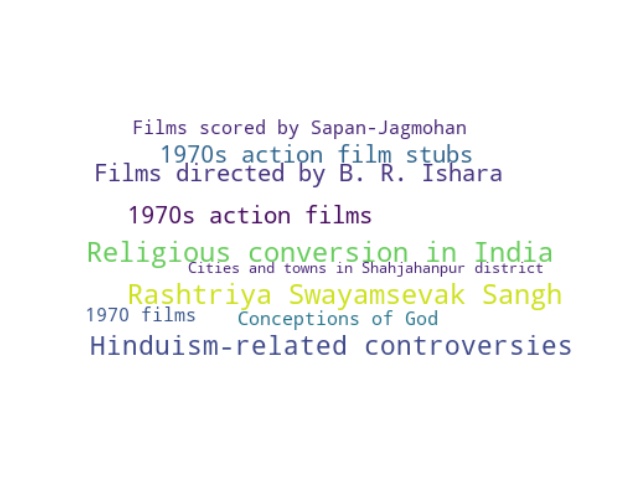 Films scored by Sapan-Jagmohan
1970s action film stubs
Films directed by B. R. Ishara
1970s action films
Religious conversion in India
Cities and towns in Shahjahanpur district
Rashtriya Swayamsevak Sangh
1970 films
Conceptions of God
Hinduism-related controversies